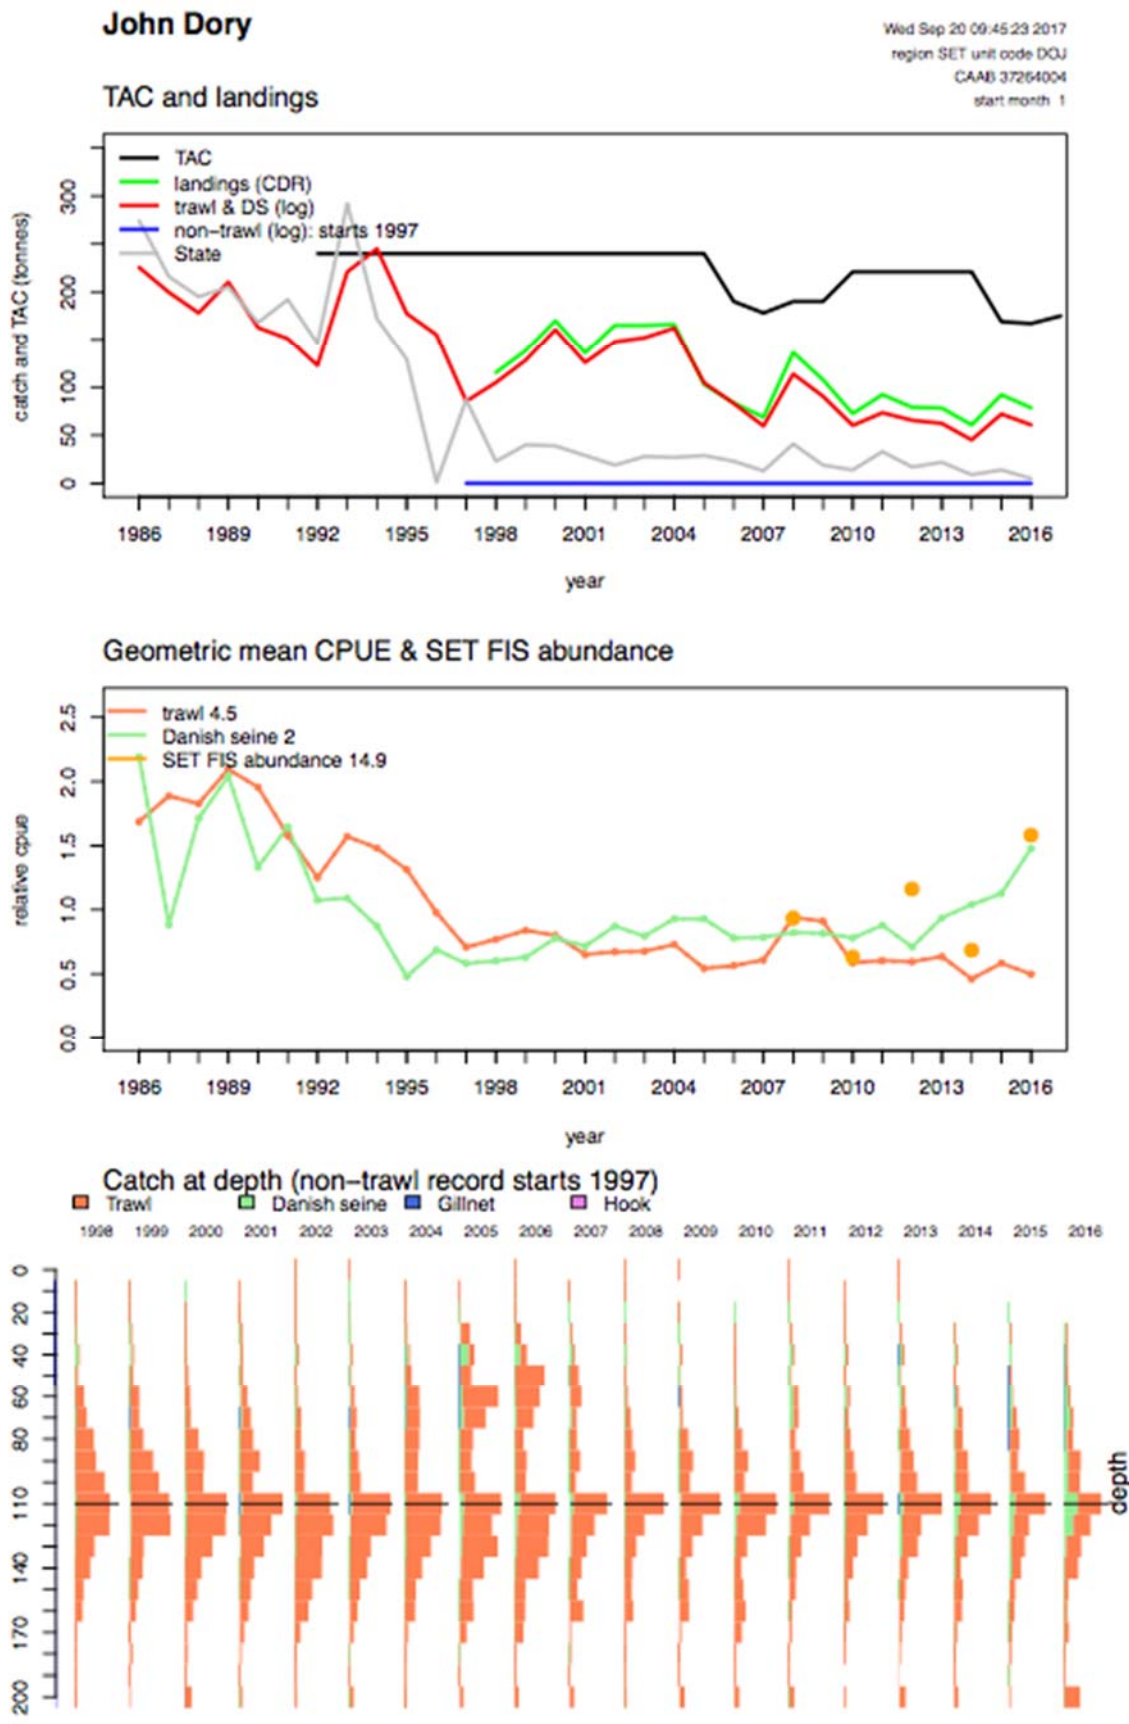 John Dory
Wed Sep 20 09:45:23 2017
region SET unit code DOJ
CAAB 37264004
start month 1
TAC and landings
TAC
landings (CDR)
trawl & DS (log)
non-trawl (log): starts 1997
State
catch and TAC (tonnes)
300
200
100
50
0
1986 1989 1992 1995 1998 2001 2004 2007 2010 2013 2016
year
Geometric mean CPUE & SET FIS abundance
trawl 4.5
Danish seine 2
SET FIS abundance 14.9
relative cpue
2.5
2.0
1.5
1.0
0.5
0.0
1986 1989 1992 1995 1998 2001 2004 2007 2010 2013 2016
year
Catch at depth (non-trawl record starts 1997)
Trawl Danish seine Gillnet Hook
1998 1999 2000 2001 2002 2003 2004 2005 2006 2007 2008 2009 2010 2011 2012 2013 2014 2015 2016
0
20
40
60
80
110
140
170
200
depth